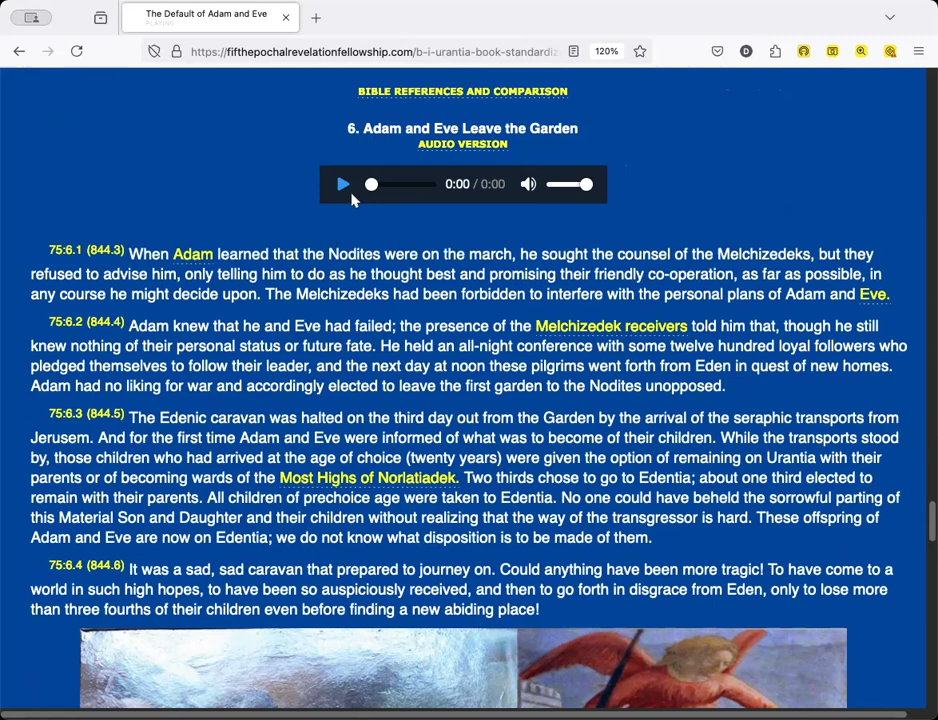 The Default of Adam and Eve
PLAYING
https://fifthepochalrevelationfellowship.com/b-i-urantia-book-standardiz
120%
D
BIBLE REFERENCES AND COMPARISON
6. Adam and Eve Leave the Garden
AUDIO VERSION
0:00 / 0:00
75:6.1 (844.3) When Adam learned that the Nodites were on the march, he sought the counsel of the Melchizedeks, but they
refused to advise him, only telling him to do as he thought best and promising their friendly co-operation, as far as possible, in
any course he might decide upon. The Melchizedeks had been forbidden to interfere with the personal plans of Adam and Eve.
75:6.2 (844.4) Adam knew that he and Eve had failed; the presence of the Melchizedek receivers told him that, though he still
knew nothing of their personal status or future fate. He held an all-night conference with some twelve hundred loyal followers who
pledged themselves to follow their leader, and the next day at noon these pilgrims went forth from Eden in quest of new homes.
Adam had no liking for war and accordingly elected to leave the first garden to the Nodites unopposed.
75:6.3 (844.5) The Edenic caravan was halted on the third day out from the Garden by the arrival of the seraphic transports from
Jerusem. And for the first time Adam and Eve were informed of what was to become of their children. While the transports stood
by, those children who had arrived at the age of choice (twenty years) were given the option of remaining on Urantia with their
parents or of becoming wards of the Most Highs of Norlatiadek. Two thirds chose to go to Edentia; about one third elected to
remain with their parents. All children of prechoice age were taken to Edentia. No one could have beheld the sorrowful parting of
this Material Son and Daughter and their children without realizing that the way of the transgressor is hard. These offspring of
Adam and Eve are now on Edentia; we do not know what disposition is to be made of them.
75:6.4 (844.6) It was a sad, sad caravan that prepared to journey on. Could anything have been more tragic! To have come to a
world in such high hopes, to have been so auspiciously received, and then to go forth in disgrace from Eden, only to lose more
than three fourths of their children even before finding a new abiding place!